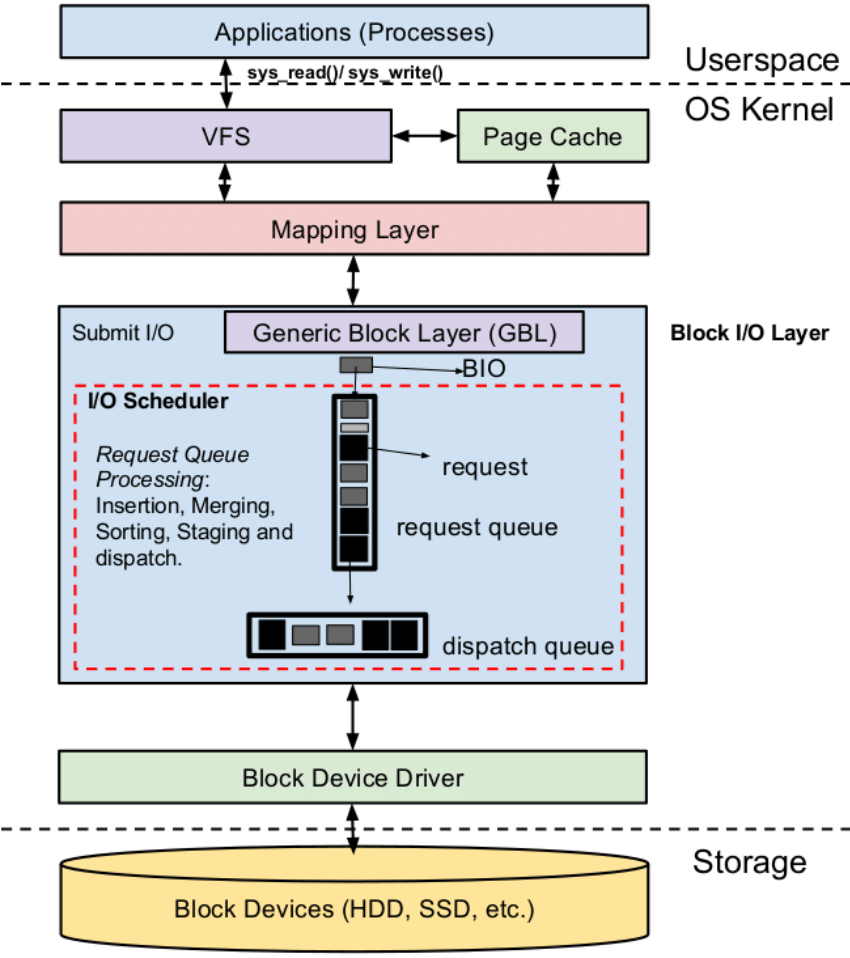 Applications (Processes)
Userspace
sys_read()/ sys_write()
OS Kernel
VFS
Page Cache
Mapping Layer
Submit I/O
Generic Block Layer (GBL)
Block I/O Layer
BIO
I/O Scheduler
Request Queue
Processing:
Insertion, Merging,
Sorting, Staging and
dispatch.
request
request queue
dispatch queue
Block Device Driver
Storage
Block Devices (HDD, SSD, etc.)